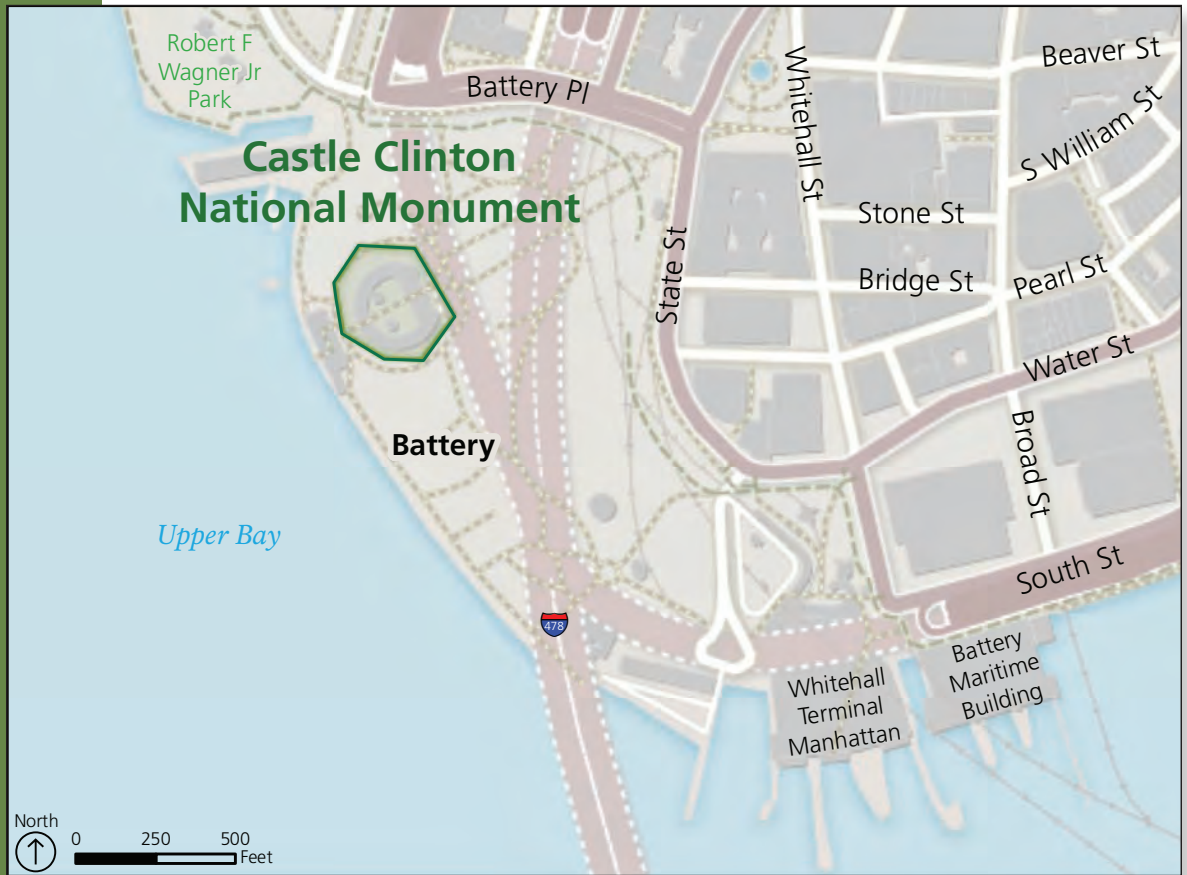 Robert F
Wagner Jr
Park
Battery Pl
Whitehall St
Beaver St
S William St
Castle Clinton
National Monument
Stone St
State St
Bridge St
Pearl St
Water St
Broad St
Battery
Upper Bay
South St
478
Battery
Maritime
Building
Whitehall
Terminal
Manhattan
North
0 250 500
Feet